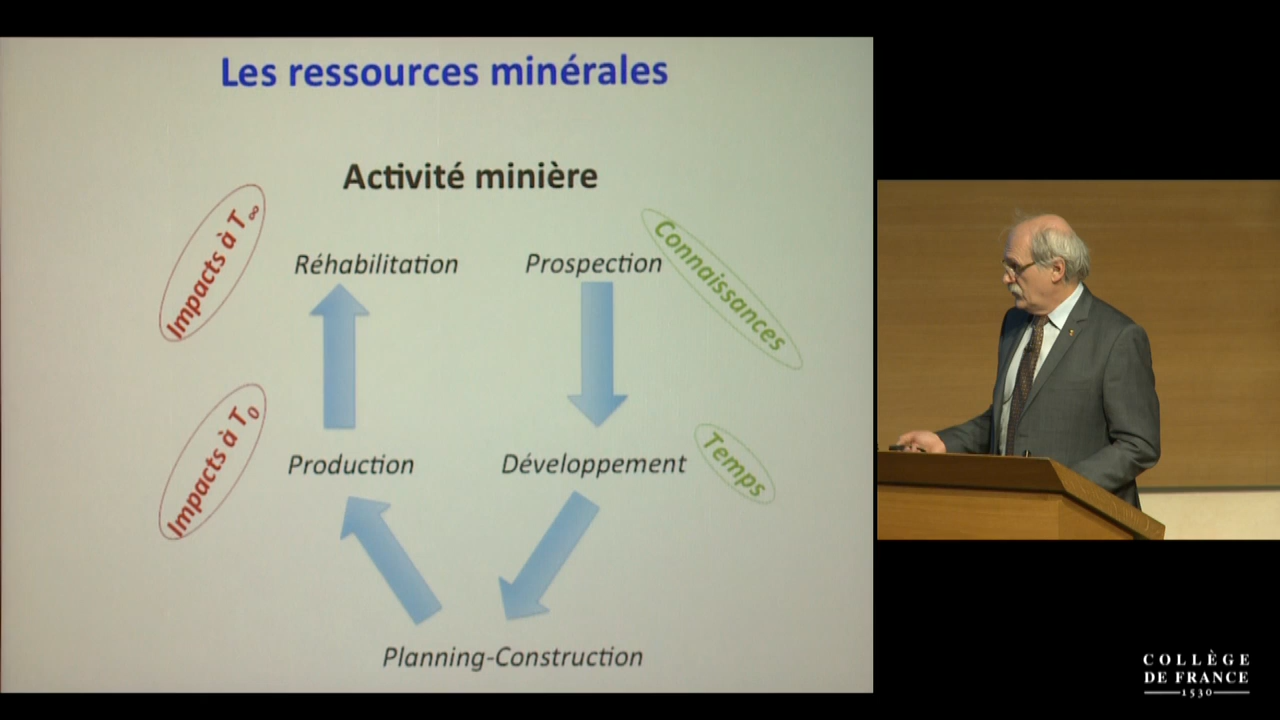 Les ressources minérales
Activité minière
Impacts à T∞
Réhabilitation
Prospection
Connaissances
Impacts à T0
Production
Développement
Temps
Planning-Construction
COLLÈGE
DE FRANCE
1530